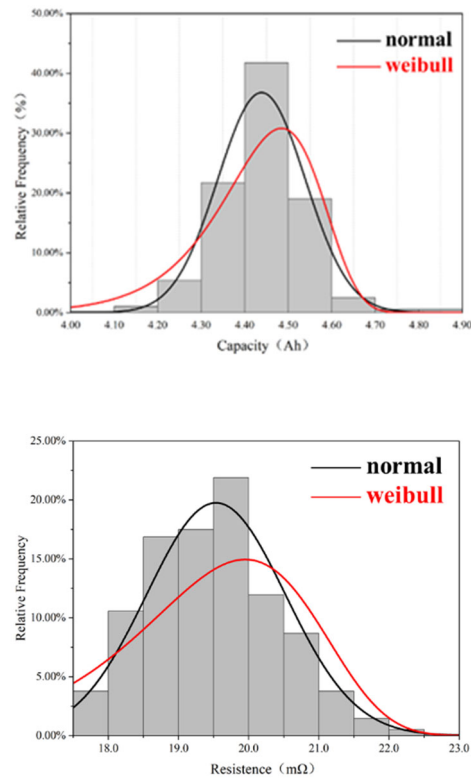 50.00%
normal
weibull
40.00%
30.00%
20.00%
10.00%
0.00%
Relative Frequency（%）
4.00 4.10 4.20 4.30 4.40 4.50 4.60 4.70 4.80 4.90
Capacity（Ah）
25.00%
normal
weibull
20.00%
15.00%
10.00%
5.00%
0.00%
Relative Frequency
18.0 19.0 20.0 21.0 22.0 23.0
Resistence（mΩ）